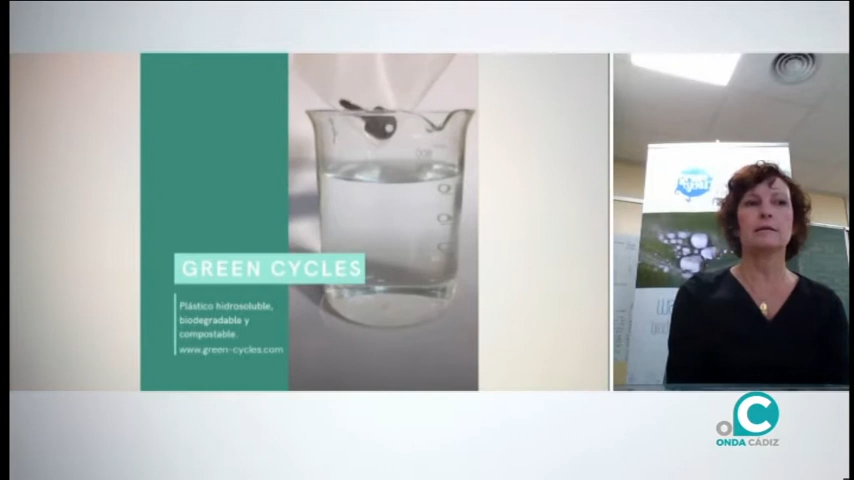 GREEN CYCLES
Plástico hidrosoluble,
biodegradable y
compostable.
www.green-cycles.com
ONDA CÁDIZ